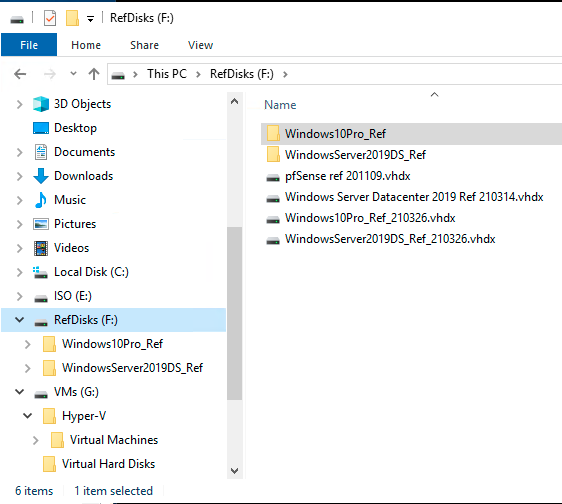 RefDisks (F:)
File
Home
Share
View
This PC
RefDisks (F:)
3D Objects
Desktop
Documents
Downloads
Music
Pictures
Videos
Local Disk (C:)
ISO (E:)
RefDisks (F:)
Windows10Pro_Ref
WindowsServer2019DS_Ref
VMs (G:)
Hyper-V
Virtual Machines
Virtual Hard Disks
Name
Windows10Pro_Ref
WindowsServer2019DS_Ref
pfSense ref 201109.vhdx
Windows Server Datacenter 2019 Ref 210314.vhdx
Windows10Pro_Ref_210326.vhdx
WindowsServer2019DS_Ref_210326.vhdx
6 items
1 item selected